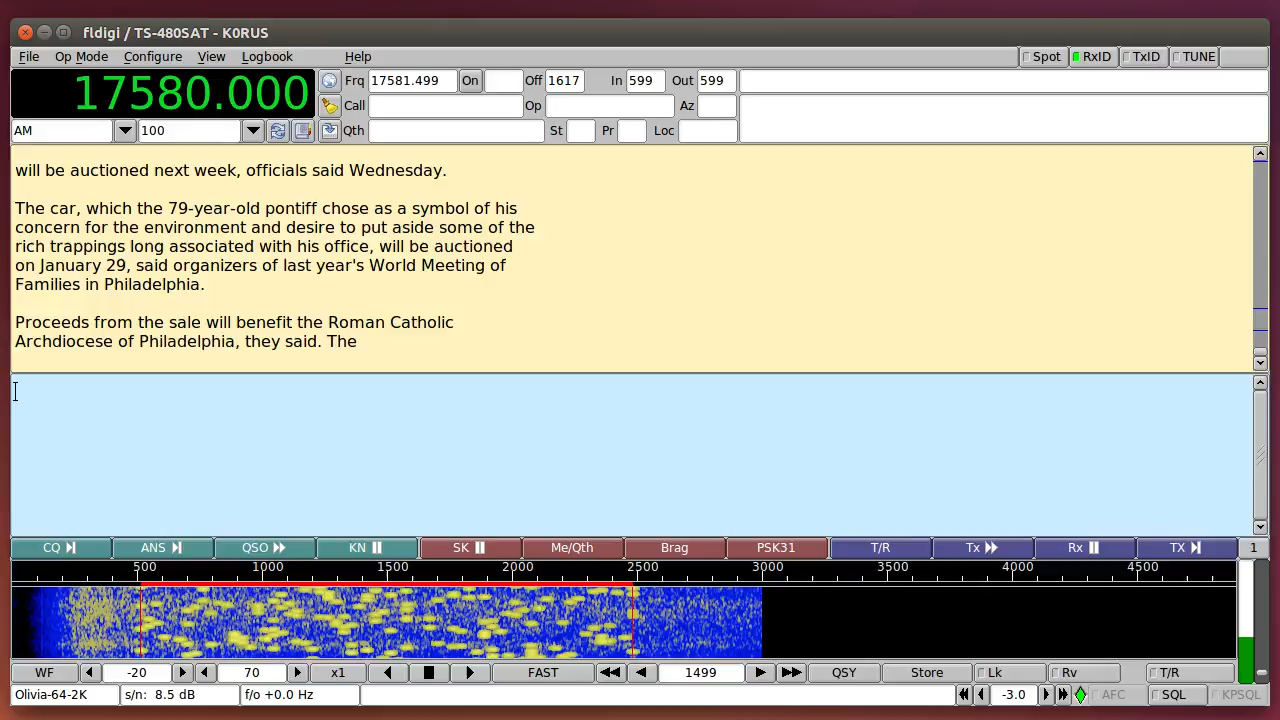 fldigi / TS-480SAT - K0RUS
File Op Mode Configure View Logbook Help Spot RxID TxID TUNE
17580.000 Frq 17581.499 On Off 1617 In 599 Out 599
Call Op Az
AM 100 Qth St Pr Loc
will be auctioned next week, officials said Wednesday.
The car, which the 79-year-old pontiff chose as a symbol of his
concern for the environment and desire to put aside some of the
rich trappings long associated with his office, will be auctioned
on January 29, said organizers of last year's World Meeting of
Families in Philadelphia.
Proceeds from the sale will benefit the Roman Catholic
Archdiocese of Philadelphia, they said. The
CQ ANS QSO KN SK Me/Qth Brag PSK31 T/R Tx Rx TX 1
500 1000 1500 2000 2500 3000 3500 4000 4500
WF -20 70 x1 FAST 1499 QSY Store Lk Rv T/R
Olivia-64-2K s/n: 8.5 dB f/o +0.0 Hz -3.0 AFC SQL KPSQL